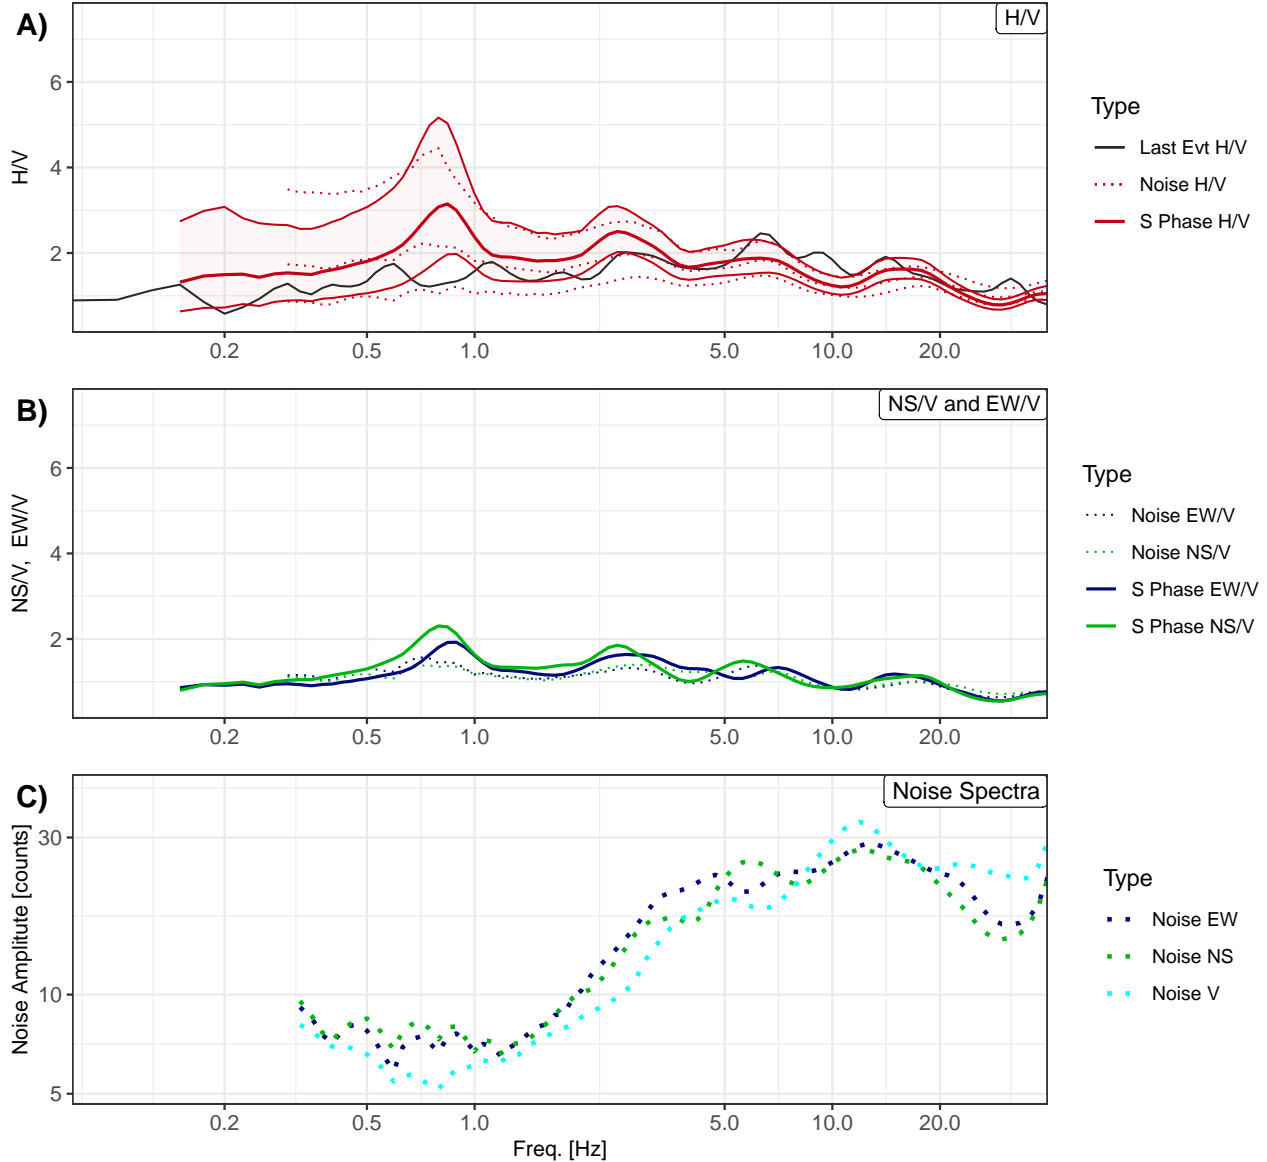 A)
H/V
H/V
6
4
2
0.2 0.5 1.0 5.0 10.0 20.0
Type
Last Evt H/V
Noise H/V
S Phase H/V
B)
NS/V and EW/V
NS/V, EW/V
6
4
2
0.2 0.5 1.0 5.0 10.0 20.0
Type
Noise EW/V
Noise NS/V
S Phase EW/V
S Phase NS/V
C)
Noise Spectra
Noise Amplitute [counts]
30
10
5
0.2 0.5 1.0 5.0 10.0 20.0
Freq. [Hz]
Type
Noise EW
Noise NS
Noise V